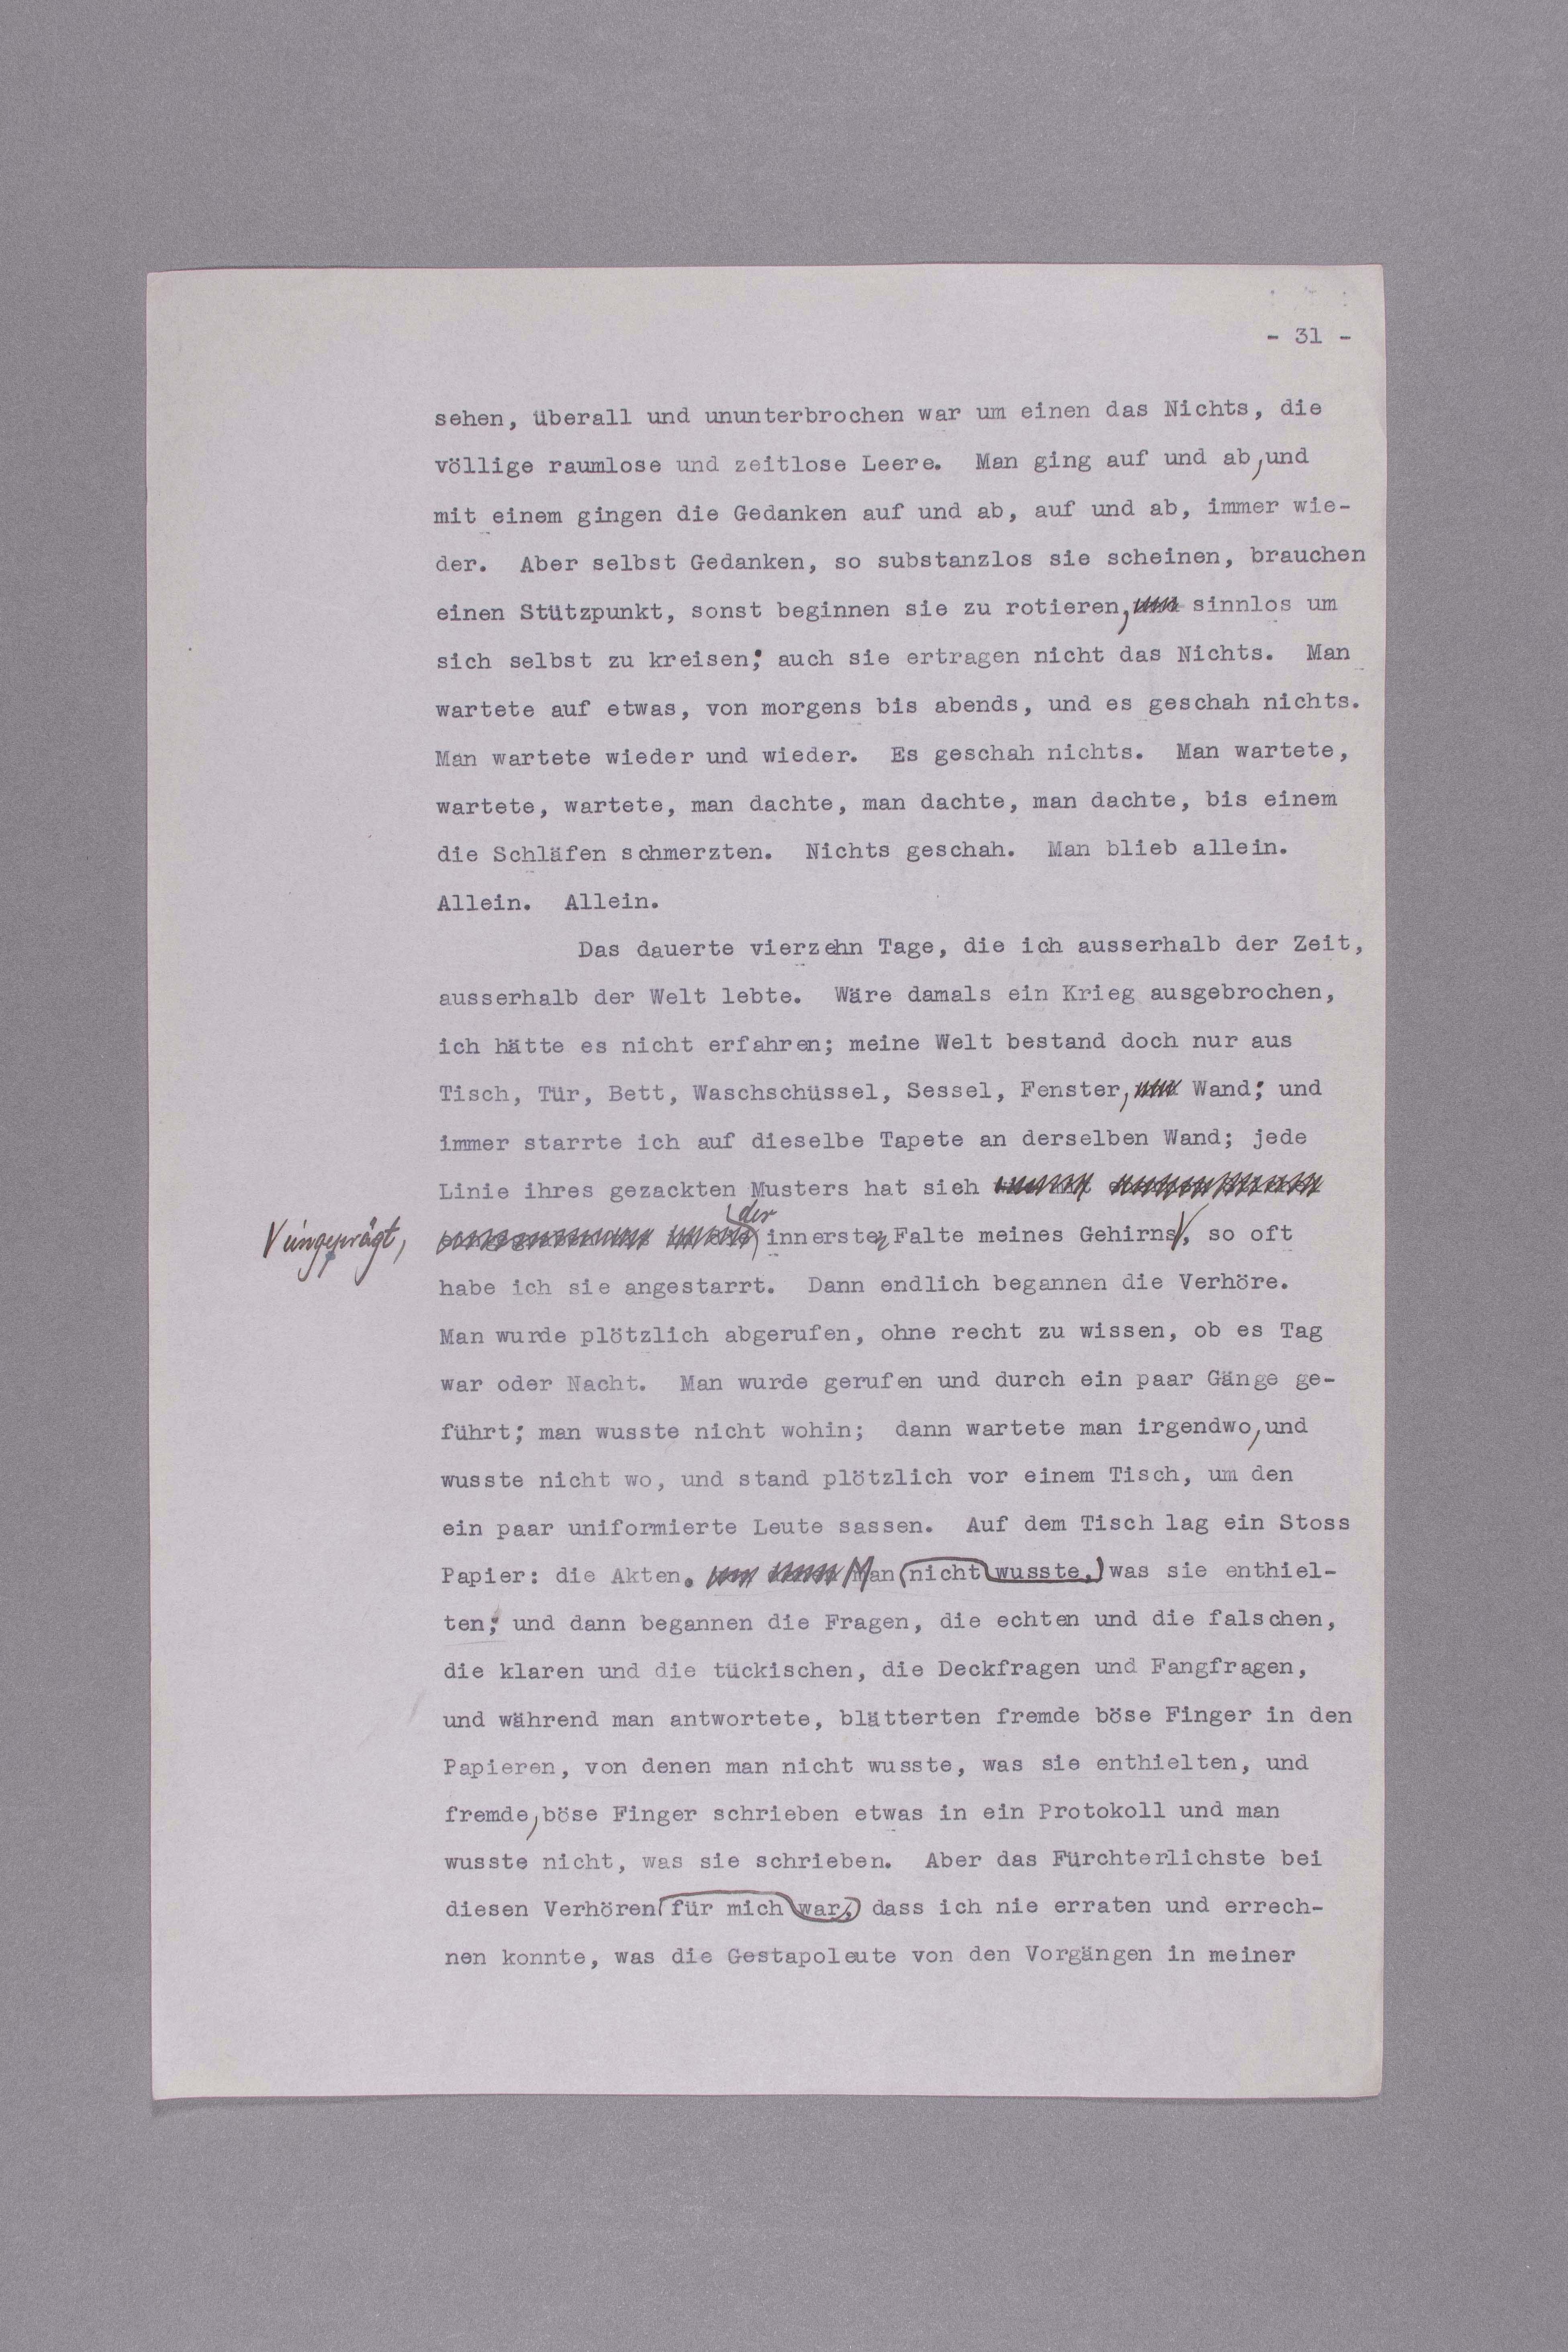 - 31 -
sehen, überall und ununterbrochen war um einen das Nichts, die
völlige raumlose und zeitlose Leere. Man ging auf und ab, und
mit einem gingen die Gedanken auf und ab, auf und ab, immer wie-
der. Aber selbst Gedanken, so substanzlos sie scheinen, brauchen
einen Stützpunkt, sonst beginnen sie zu rotieren, sinnlos um
sich selbst zu kreisen; auch sie ertragen nicht das Nichts. Man
wartete auf etwas, von morgens bis abends, und es geschah nichts.
Man wartete wieder und wieder. Es geschah nichts. Man wartete,
wartete, wartete, man dachte, man dachte, man dachte, bis einem
die Schläfen schmerzten. Nichts geschah. Man blieb allein.
Allein. Allein.
Das dauerte vierzehn Tage, die ich ausserhalb der Zeit,
ausserhalb der Welt lebte. Wäre damals ein Krieg ausgebrochen,
ich hätte es nicht erfahren; meine Welt bestand doch nur aus
Tisch, Tür, Bett, Waschschüssel, Sessel, Fenster, Wand; und
immer starrte ich auf dieselbe Tapete an derselben Wand; jede
Linie ihres gezackten Musters hat sich
der
eingeprägt, innersten Falte meines Gehirns, so oft
habe ich sie angestarrt. Dann endlich begannen die Verhöre.
Man wurde plötzlich abgerufen, ohne recht zu wissen, ob es Tag
war oder Nacht. Man wurde gerufen und durch ein paar Gänge ge-
führt; man wusste nicht wohin; dann wartete man irgendwo, und
wusste nicht wo, und stand plötzlich vor einem Tisch, um den
ein paar uniformierte Leute sassen. Auf dem Tisch lag ein Stoss
Papier: die Akten. Man nicht wusste, was sie enthiel-
ten; und dann begannen die Fragen, die echten und die falschen,
die klaren und die tückischen, die Deckfragen und Fangfragen,
und während man antwortete, blätterten fremde böse Finger in den
Papieren, von denen man nicht wusste, was sie enthielten, und
fremde, böse Finger schrieben etwas in ein Protokoll und man
wusste nicht, was sie schrieben. Aber das Fürchterlichste bei
diesen Verhören für mich war, dass ich nie erraten und errech-
nen konnte, was die Gestapoleute von den Vorgängen in meiner